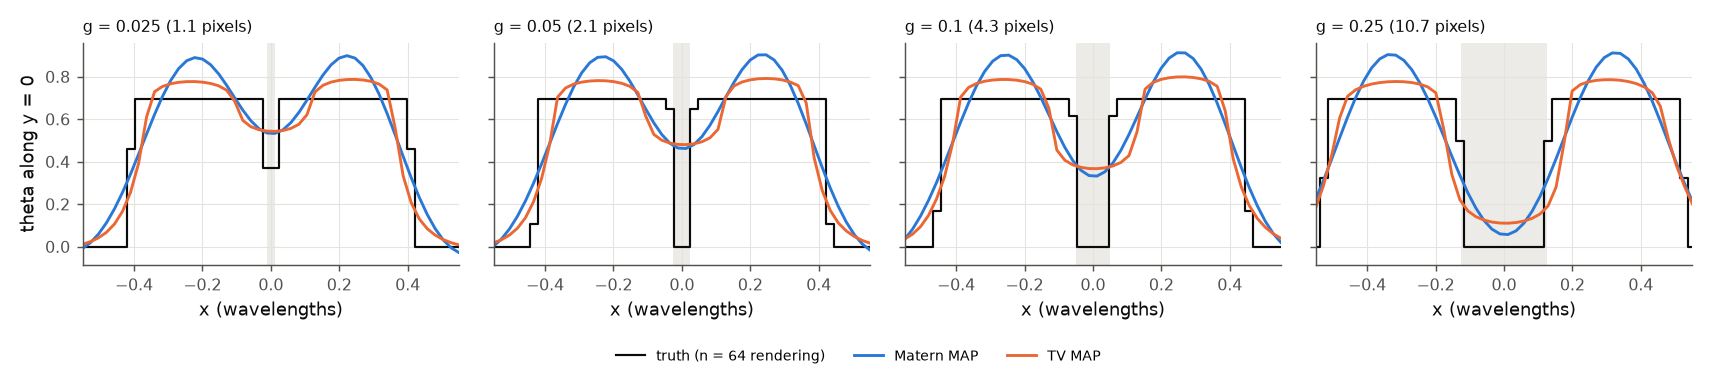 g = 0.025 (1.1 pixels)
g = 0.05 (2.1 pixels)
g = 0.1 (4.3 pixels)
g = 0.25 (10.7 pixels)
theta along y = 0
0.8
0.6
0.4
0.2
0.0
−0.4 −0.2 0.0 0.2 0.4
−0.4 −0.2 0.0 0.2 0.4
−0.4 −0.2 0.0 0.2 0.4
−0.4 −0.2 0.0 0.2 0.4
x (wavelengths)
x (wavelengths)
x (wavelengths)
x (wavelengths)
truth (n = 64 rendering)
Matern MAP
TV MAP